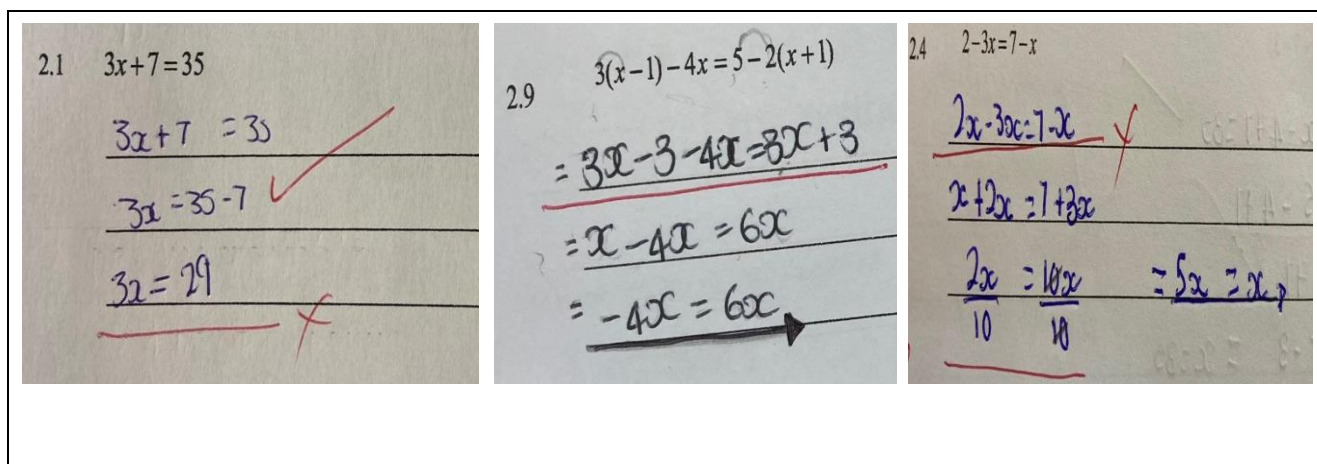 2.1 3x+7=35
3x+7 =35
3x =35-7
3x = 29
2.9 3(x-1)-4x=5-2(x+1)
= 3x-3-4x=3x+3
=x-4x=6x
= -4x=6x
2.4 2-3x=7-x
2x-3x=7-x
x+2x=7+3x
2x/10 = 10x/10 =5x = x